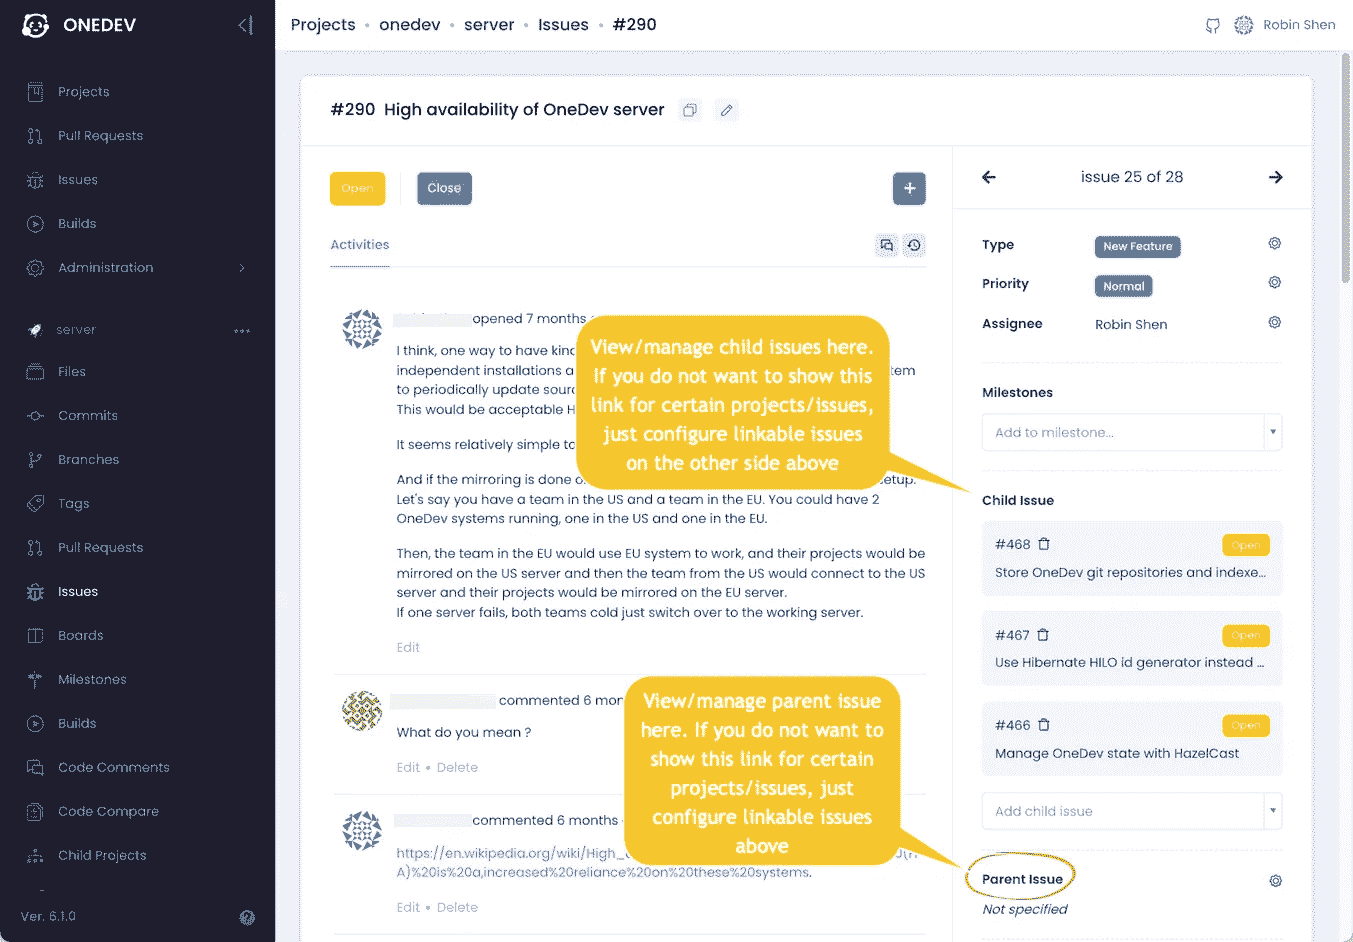 ONEDEV
Projects
Pull Requests
Issues
Builds
Administration
server
Files
Commits
Branches
Tags
Pull Requests
Issues
Boards
Milestones
Builds
Code Comments
Code Compare
Child Projects
Ver. 6.1.0
Projects • onedev • server • Issues • #290
Robin Shen
#290 High availability of OneDev server
Open
Close
+
Activities
opened 7 months
I think, one way to have
independent installations
to periodically update
This would be acceptable
It seems relatively simple to
And if the mirroring is done
setup.
Let's say you have a team in the US and a team in the EU. You could have 2
OneDev systems running, one in the US and one in the EU.
Then, the team in the EU would use EU system to work, and their projects would be
mirrored on the US server and then the team from the US would connect to the US
server and their projects would be mirrored on the EU server.
If one server fails, both teams cold just switch over to the working server.
Edit
commented 6
What do you mean ?
Edit • Delete
commented 6 months
https://en.wikipedia.org/wiki/High_
A)%20is%20a,increased%20reliance%20on%20these%20systems.
Edit • Delete
View/manage child issues here.
If you do not want to show this
link for certain projects/issues,
just configure linkable issues
on the other side above
View/manage parent issue
here. If you do not want to
show this link for certain
projects/issues, just
configure linkable issues
above
issue 25 of 28
Type New Feature
Priority Normal
Assignee Robin Shen
Milestones
Add to milestone...
Child Issue
#468 Open
Store OneDev git repositories and indexe...
#467 Open
Use Hibernate HILO id generator instead ...
#466 Open
Manage OneDev state with HazelCast
Add child issue
Parent Issue
Not specified